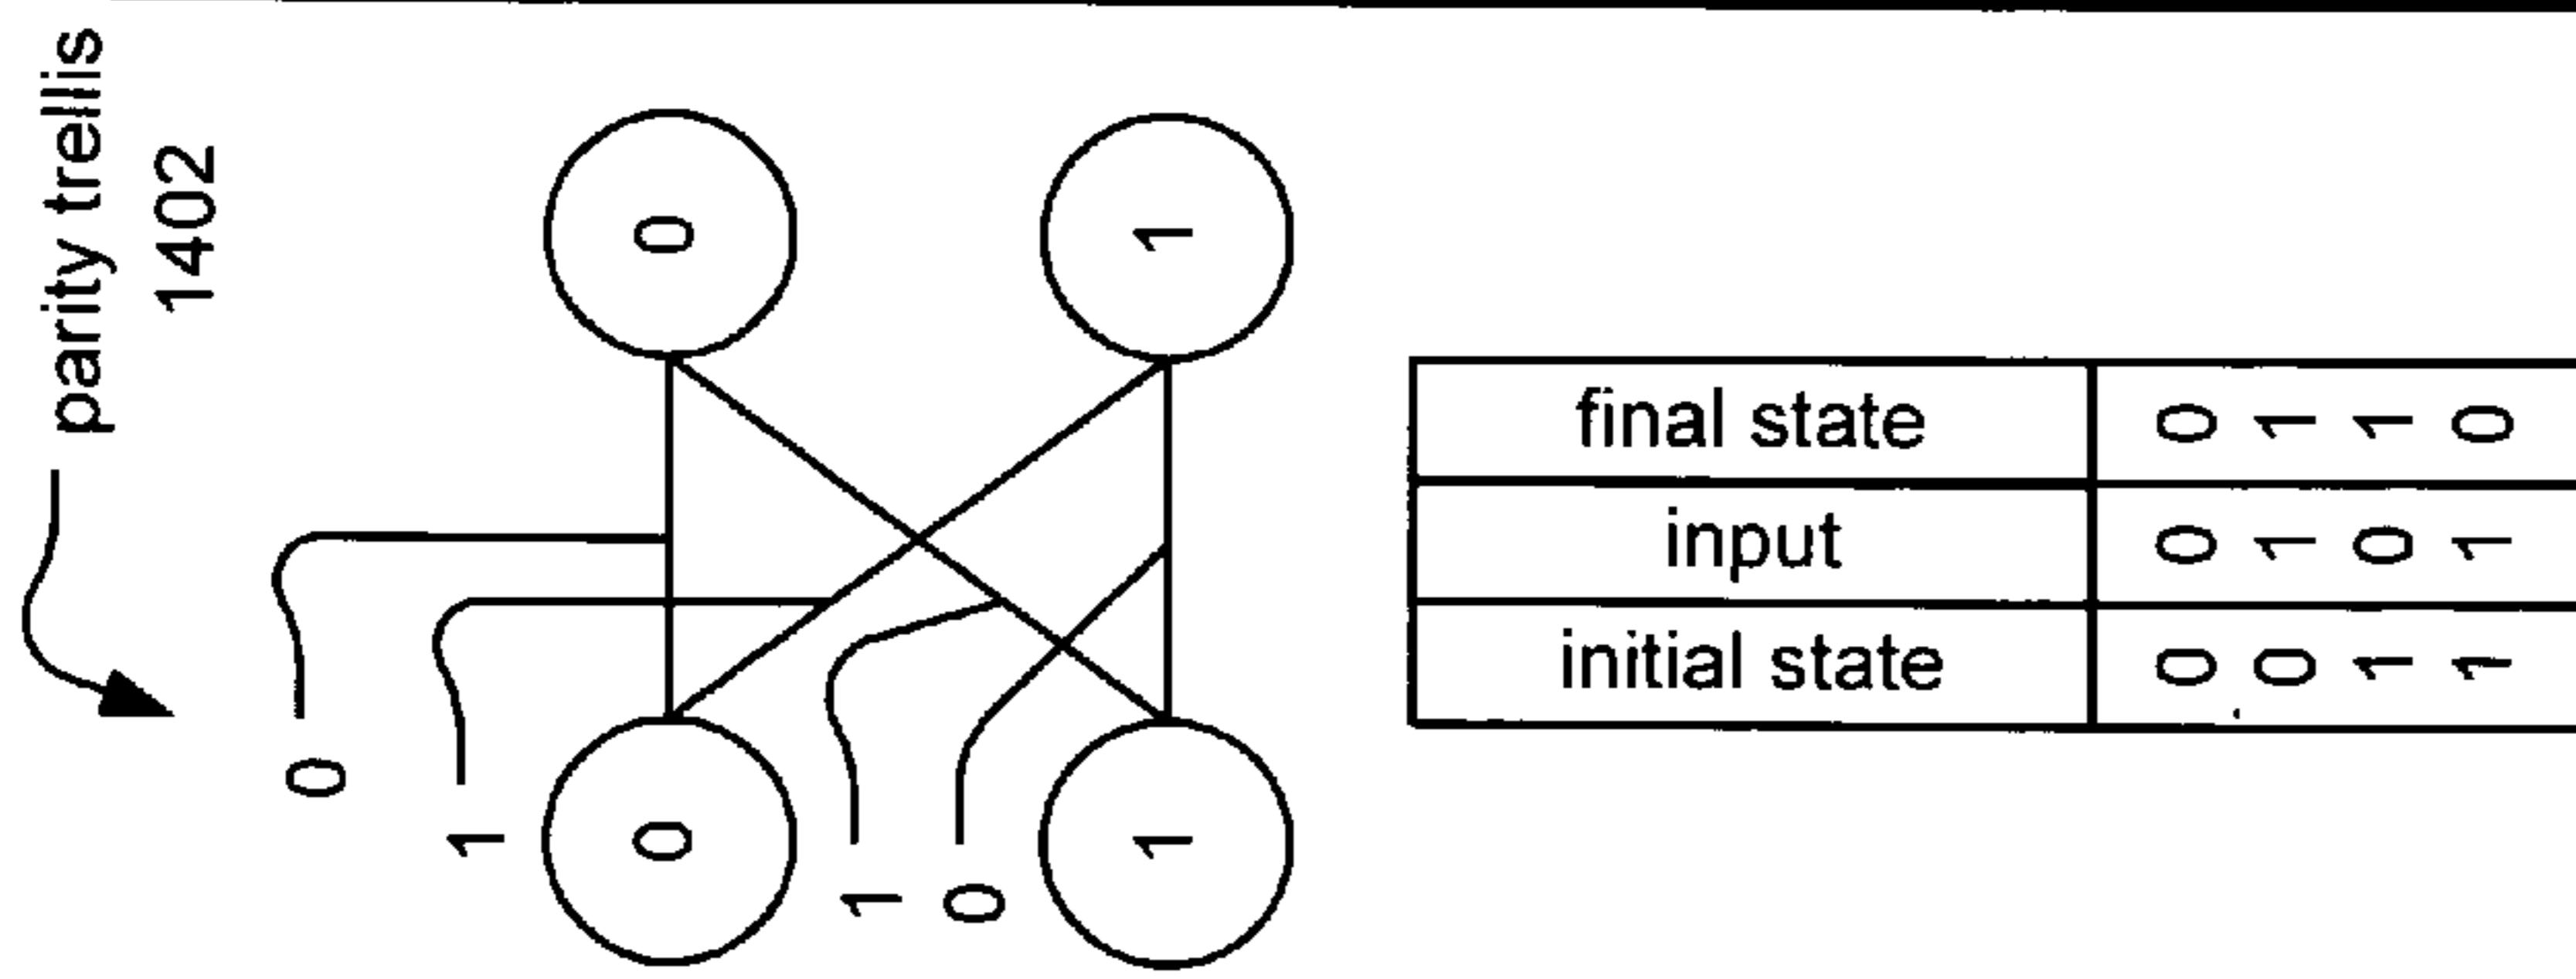 parity trellis
1402
0
1
0 0
1
0
1 1
initial state input final state
0 0 0
0 1 1
1 0 1
1 1 0